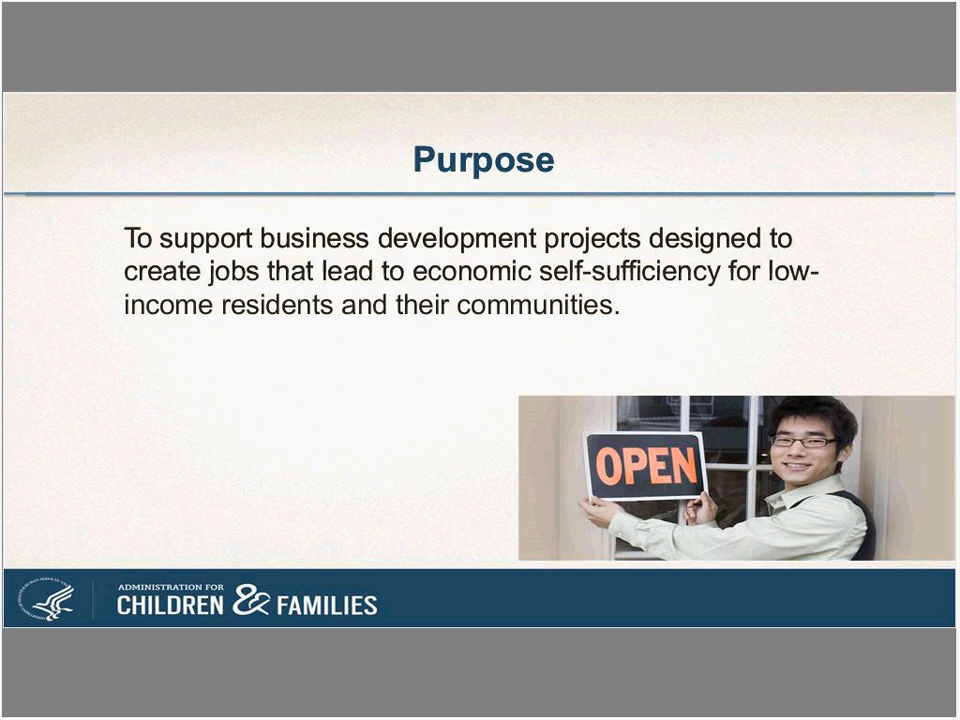 Purpose
To support business development projects designed to
create jobs that lead to economic self-sufficiency for low-
income residents and their communities.
OPEN
ADMINISTRATION FOR
CHILDREN & FAMILIES